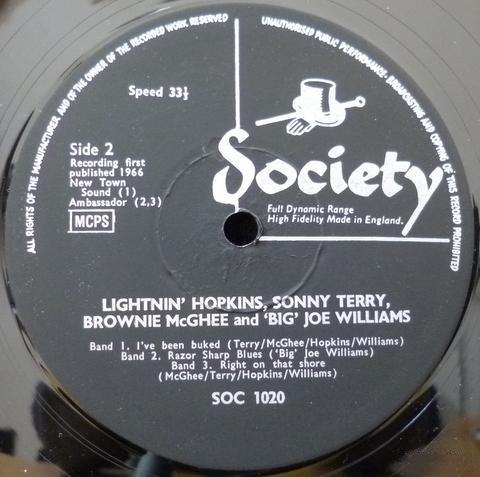 ALL RIGHTS OF THE MANUFACTURER AND OF THE OWNER OF THE RECORDED WORK RESERVED
UNAUTHORISED PUBLIC PERFORMANCE · BROADCASTING AND COPYING OF THIS RECORD PROHIBITED
Speed 33⅓
Side 2
Recording first
published 1966
New Town
Sound (1)
Ambassador (2,3)
MCPS
Society
Full Dynamic Range
High Fidelity Made in England.
LIGHTNIN' HOPKINS, SONNY TERRY,
BROWNIE McGHEE and 'BIG' JOE WILLIAMS
Band 1. I've been buked (Terry/McGhee/Hopkins/Williams)
Band 2. Razor Sharp Blues ('Big' Joe Williams)
Band 3. Right on that shore
(McGhee/Terry/Hopkins/Williams)
SOC 1020